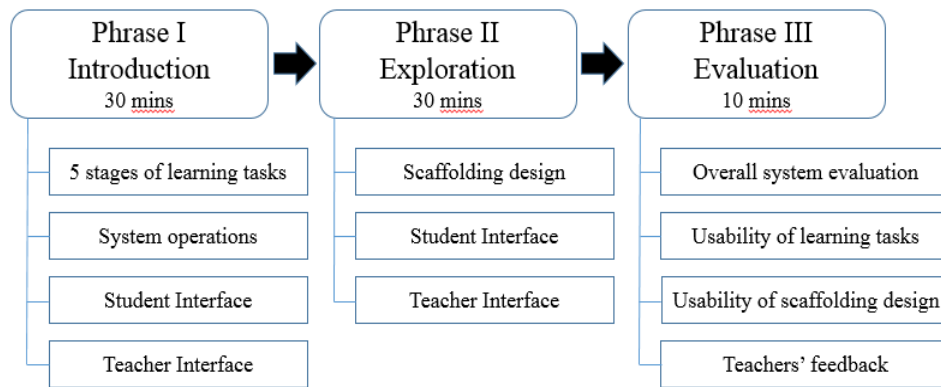 Phrase I
Introduction
30 mins
5 stages of learning tasks
System operations
Student Interface
Teacher Interface
Phrase II
Exploration
30 mins
Scaffolding design
Student Interface
Teacher Interface
Phrase III
Evaluation
10 mins
Overall system evaluation
Usability of learning tasks
Usability of scaffolding design
Teachers’ feedback